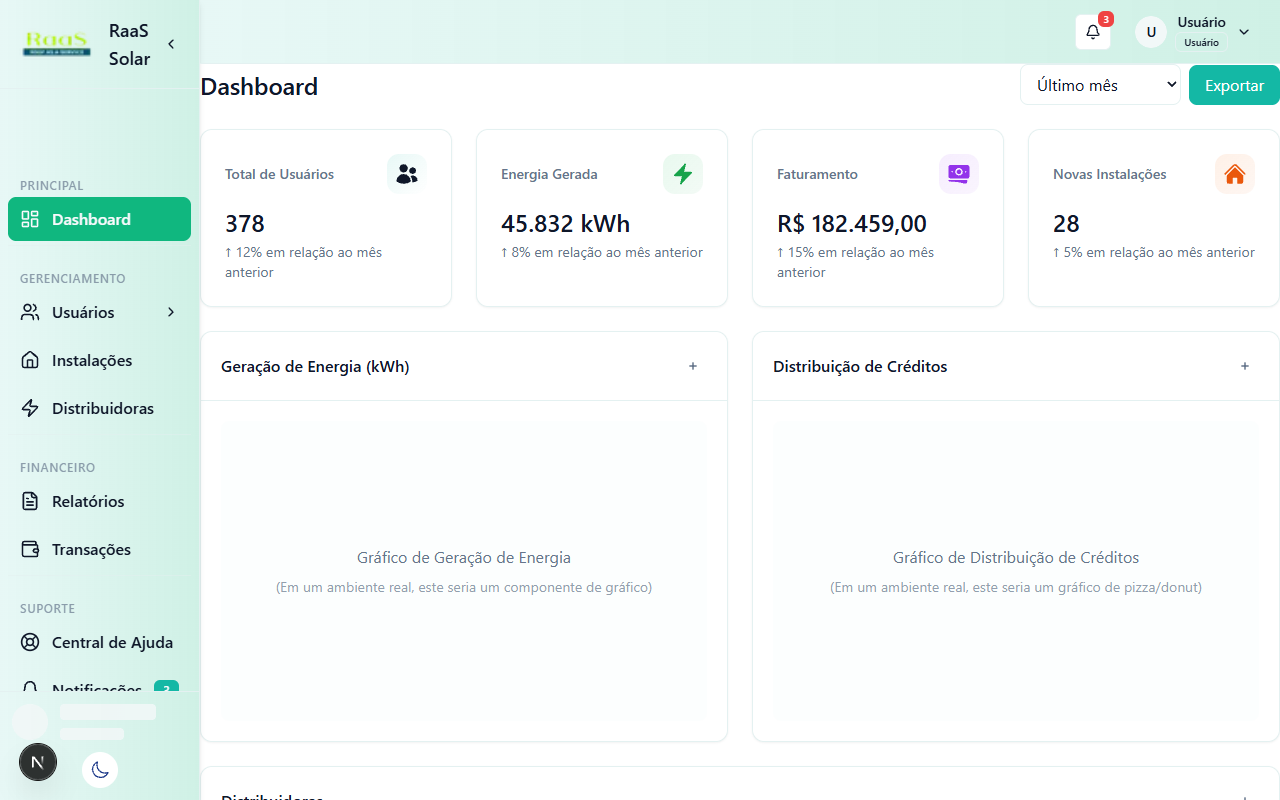 RaaS
ROOF AS A SERVICE
RaaS
Solar
3
U
Usuário
Usuário
Dashboard
Último mês
Exportar
PRINCIPAL
Dashboard
GERENCIAMENTO
Usuários
Instalações
Distribuidoras
FINANCEIRO
Relatórios
Transações
SUPORTE
Central de Ajuda
Notificações
3
N
Total de Usuários
378
↑ 12% em relação ao mês
anterior
Energia Gerada
45.832 kWh
↑ 8% em relação ao mês anterior
Faturamento
R$ 182.459,00
↑ 15% em relação ao mês
anterior
Novas Instalações
28
↑ 5% em relação ao mês anterior
Geração de Energia (kWh)
+
Gráfico de Geração de Energia
(Em um ambiente real, este seria um componente de gráfico)
Distribuição de Créditos
+
Gráfico de Distribuição de Créditos
(Em um ambiente real, este seria um gráfico de pizza/donut)
Distribuidoras